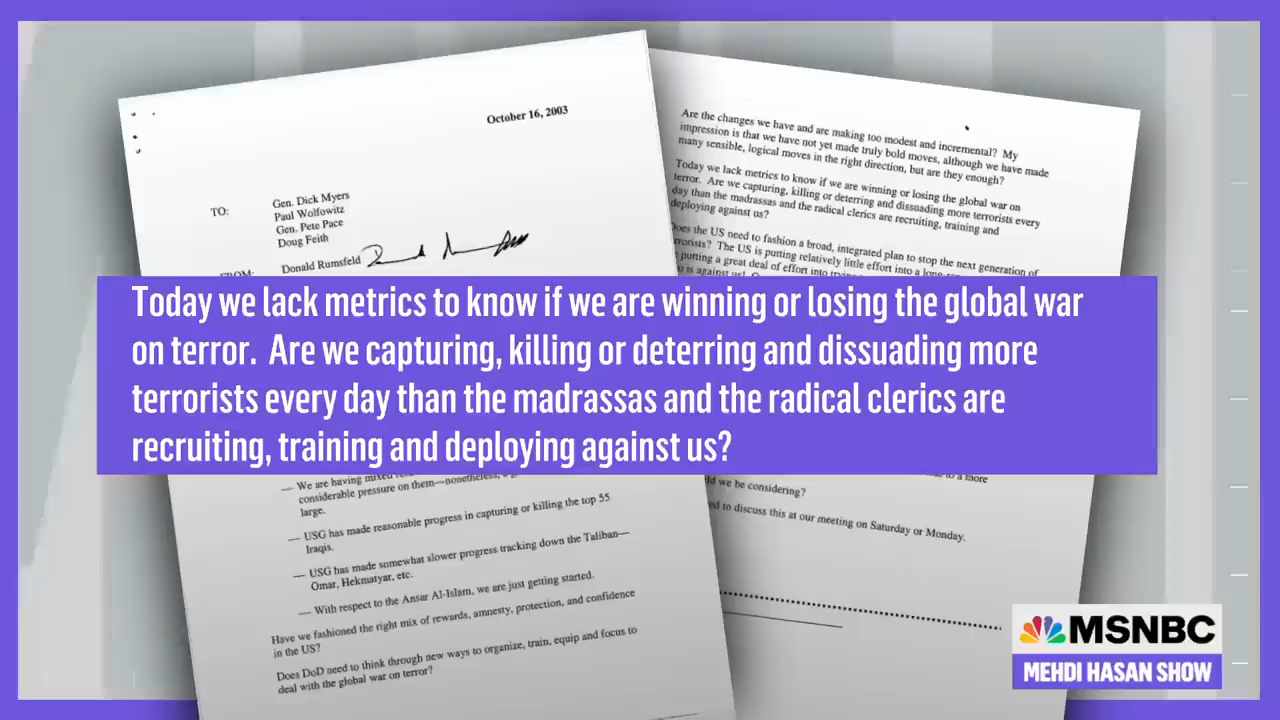 October 16, 2003
TO:
Gen. Dick Myers
Paul Wolfowitz
Gen. Pete Pace
Doug Feith
FROM:
Donald Rumsfeld
Are the changes we have and are making too modest and incremental? My
impression is that we have not yet made truly bold moves, although we have made
many sensible, logical moves in the right direction, but are they enough?
Today we lack metrics to know if we are winning or losing the global war on
terror. Are we capturing, killing or deterring and dissuading more terrorists every
day than the madrassas and the radical clerics are recruiting, training and
deploying against us?
Does the US need to fashion a broad, integrated plan to stop the next generation of
terrorists? The US is putting relatively little effort into a
putting a great deal of effort into
is against us!
Today we lack metrics to know if we are winning or losing the global war
on terror. Are we capturing, killing or deterring and dissuading more
terrorists every day than the madrassas and the radical clerics are
recruiting, training and deploying against us?
— We are having mixed
considerable pressure on them—nonetheless,
large.
— USG has made reasonable progress in capturing or killing the top 55
Iraqis.
— USG has made somewhat slower progress tracking down the Taliban—
Omar, Hekmatyar, etc.
— With respect to the Ansar Al-Islam, we are just getting started.
Have we fashioned the right mix of rewards, amnesty, protection, and confidence
in the US?
Does DoD need to think through new ways to organize, train, equip and focus to
deal with the global war on terror?
to a more
we be considering?
to discuss this at our meeting on Saturday or Monday.
MSNBC
MEHDI HASAN SHOW